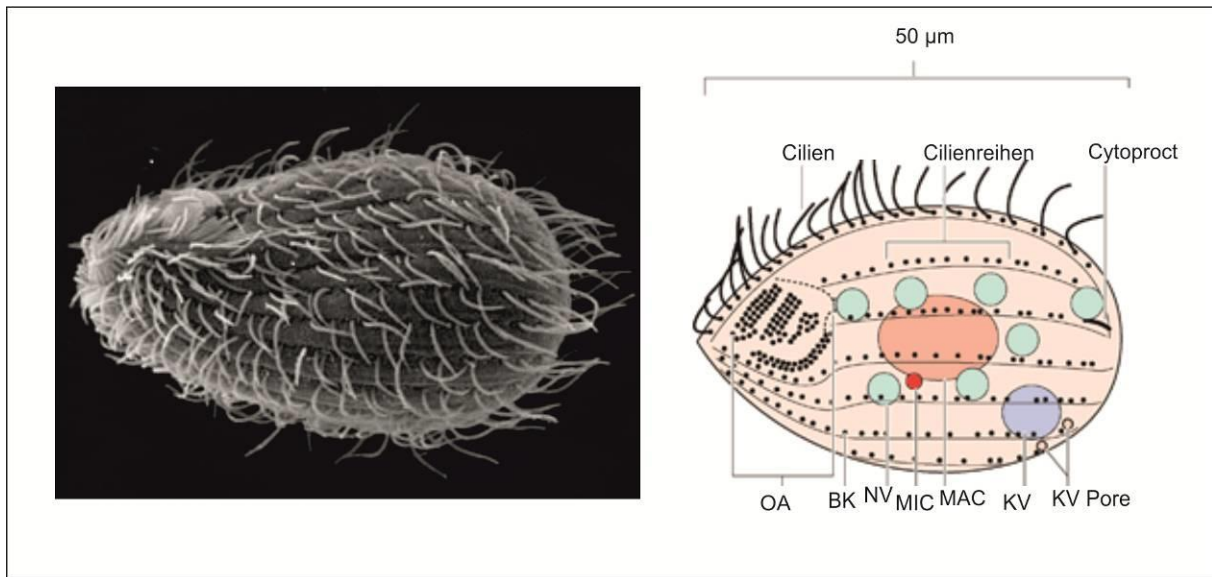 50 µm
Cilien Cilienreihen Cytoproct
OA BK NV MIC MAC KV KV Pore